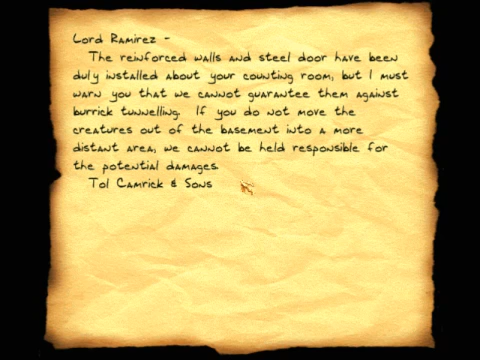 Lord Ramirez -
The reinforced walls and steel door have been
duly installed about your counting room, but I must
warn you that we cannot guarantee them against
burrick tunnelling. If you do not move the
creatures out of the basement into a more
distant area, we cannot be held responsible for
the potential damages.
Tol Camrick & Sons